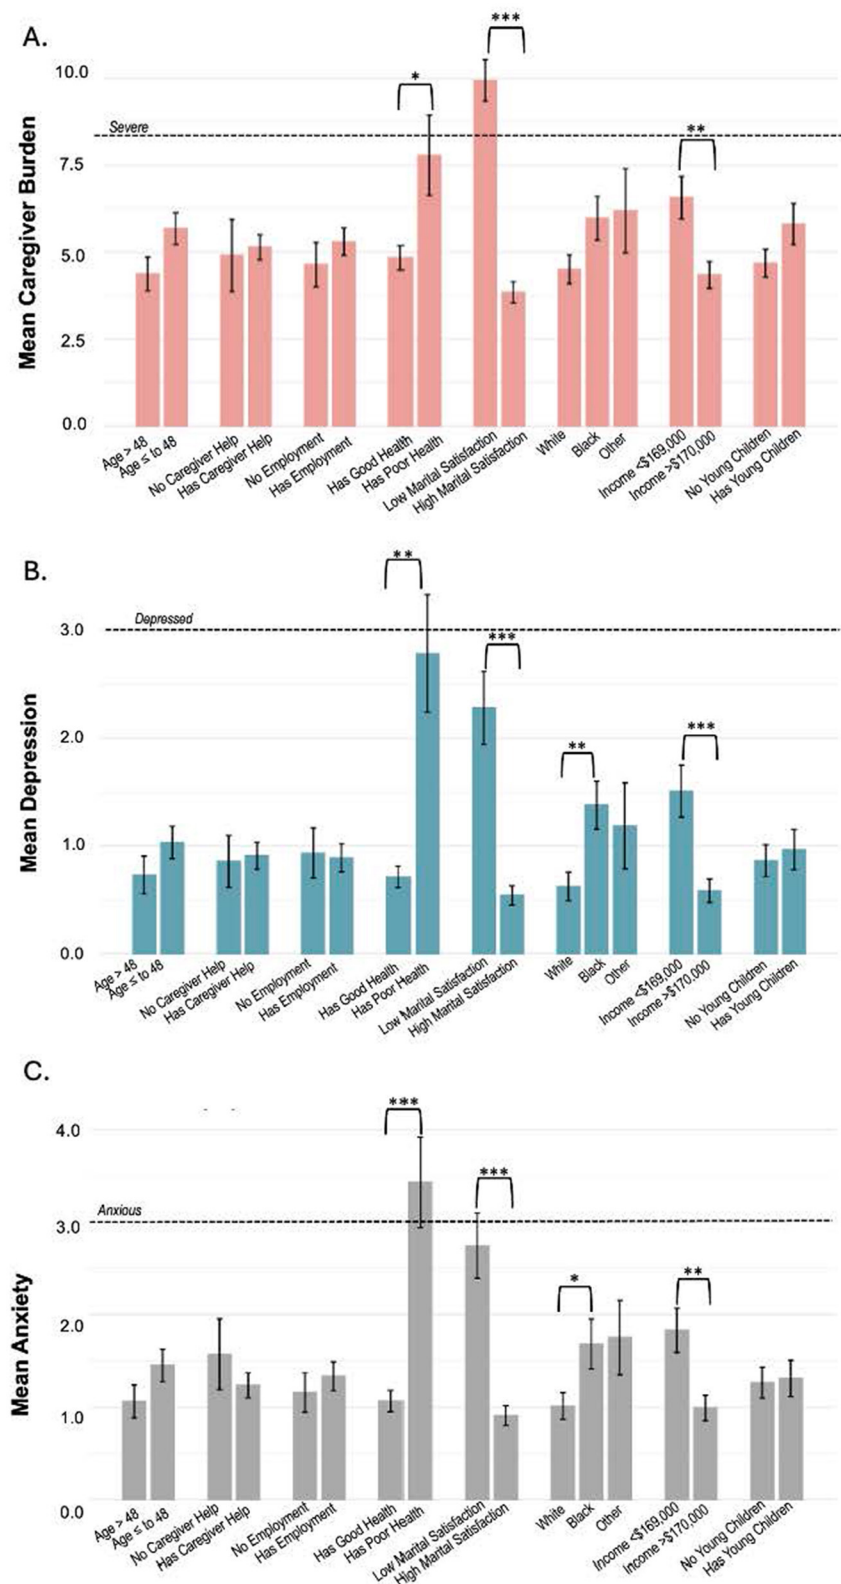 A.
***
10.0
*
Severe
**
7.5
5.0
2.5
0.0
Mean Caregiver Burden
Age > 48
Age ≤ to 48
No Caregiver Help
Has Caregiver Help
No Employment
Has Employment
Has Good Health
Has Poor Health
Low Marital Satisfaction
High Marital Satisfaction
White
Black
Other
Income <$169,000
Income >$170,000
No Young Children
Has Young Children
B.
**
Depressed
3.0
***
2.0
**
***
1.0
0.0
Mean Depression
Age > 48
Age ≤ to 48
No Caregiver Help
Has Caregiver Help
No Employment
Has Employment
Has Good Health
Has Poor Health
Low Marital Satisfaction
High Marital Satisfaction
White
Black
Other
Income <$169,000
Income >$170,000
No Young Children
Has Young Children
C.
***
4.0
***
Anxious
3.0
*
**
2.0
1.0
0.0
Mean Anxiety
Age > 48
Age ≤ to 48
No Caregiver Help
Has Caregiver Help
No Employment
Has Employment
Has Good Health
Has Poor Health
Low Marital Satisfaction
High Marital Satisfaction
White
Black
Other
Income <$169,000
Income >$170,000
No Young Children
Has Young Children